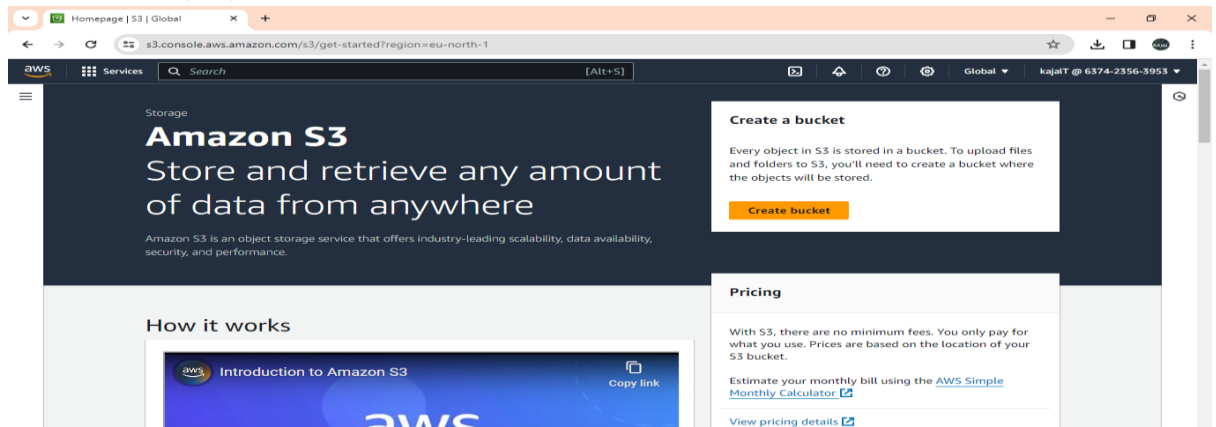 Homepage | S3 | Global
s3.console.aws.amazon.com/s3/get-started?region=eu-north-1
aws
Services
Search
[Alt+S]
Global
kajalT @ 6374-2356-3953
Storage
Amazon S3
Store and retrieve any amount
of data from anywhere
Amazon S3 is an object storage service that offers industry-leading scalability, data availability,
security, and performance.
Create a bucket
Every object in S3 is stored in a bucket. To upload files
and folders to S3, you'll need to create a bucket where
the objects will be stored.
Create bucket
How it works
aws
Introduction to Amazon S3
Copy link
aws
Pricing
With S3, there are no minimum fees. You only pay for
what you use. Prices are based on the location of your
S3 bucket.
Estimate your monthly bill using the AWS Simple
Monthly Calculator
View pricing details